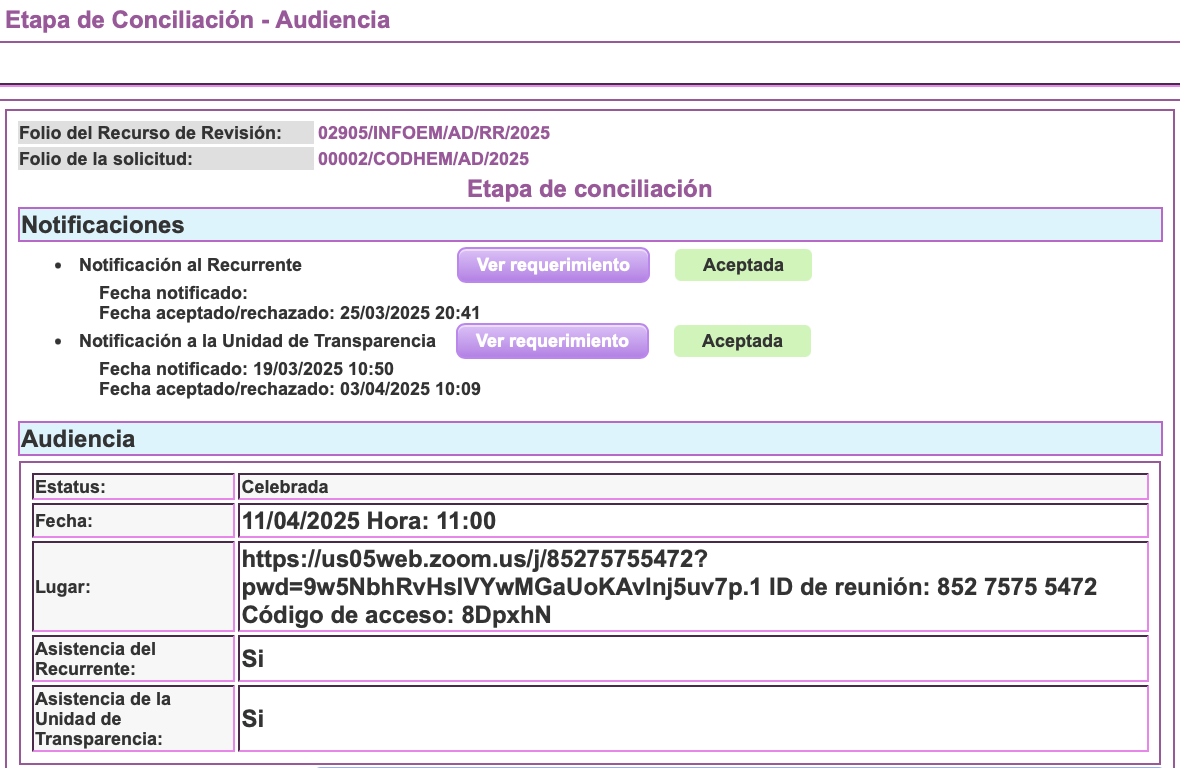 Etapa de Conciliación - Audiencia
Folio del Recurso de Revisión: 02905/INFOEM/AD/RR/2025
Folio de la solicitud: 00002/CODHEM/AD/2025
Etapa de conciliación
Notificaciones
• Notificación al Recurrente Ver requerimiento Aceptada
Fecha notificado:
Fecha aceptado/rechazado: 25/03/2025 20:41
• Notificación a la Unidad de Transparencia Ver requerimiento Aceptada
Fecha notificado: 19/03/2025 10:50
Fecha aceptado/rechazado: 03/04/2025 10:09
Audiencia
Estatus: Celebrada
Fecha: 11/04/2025 Hora: 11:00
Lugar: https://us05web.zoom.us/j/85275755472?
pwd=9w5NbhRvHslVYwMGaUoKAvlnj5uv7p.1 ID de reunión: 852 7575 5472
Código de acceso: 8DpxhN
Asistencia del
Recurrente: Si
Asistencia de la
Unidad de
Transparencia: Si